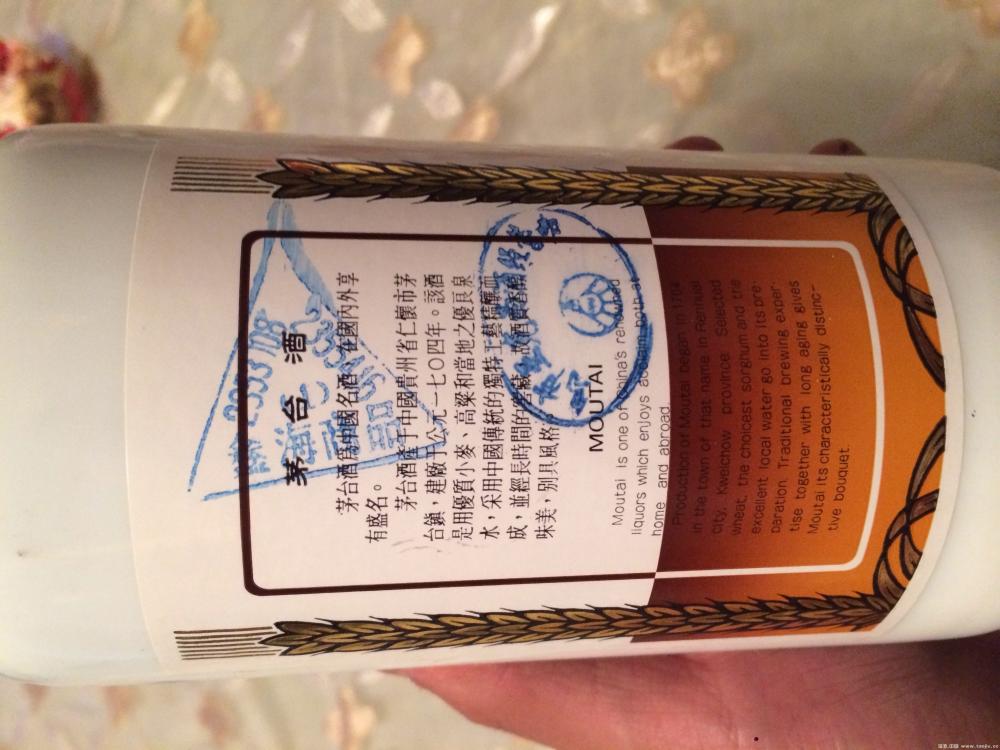 茅台酒
茅台酒為中國名酒，在國內外享
有盛名。
茅台酒產于中國貴州省仁懷市茅
台鎮，建廠于公元一七〇四年。該酒
是用優質小麥、高粱和當地之優良泉
水，采用中國傳統的獨特工藝精釀而
成，並經長時間的窖藏，故酒質香醇
味美，別具風格。
MOUTAI
Moutai is one of China's renowned
liquors which enjoys acclaim both at
home and abroad
Production of Moutai began in 1704
in the town of that name in Renhuai
city, Kweichow province Selected
wheat, the choicest sorghum and the
excellent local water go into its pre-
paration. Traditional brewing exper-
tise together with long aging gives
Moutai its characteristically distinc-
tive bouquet.